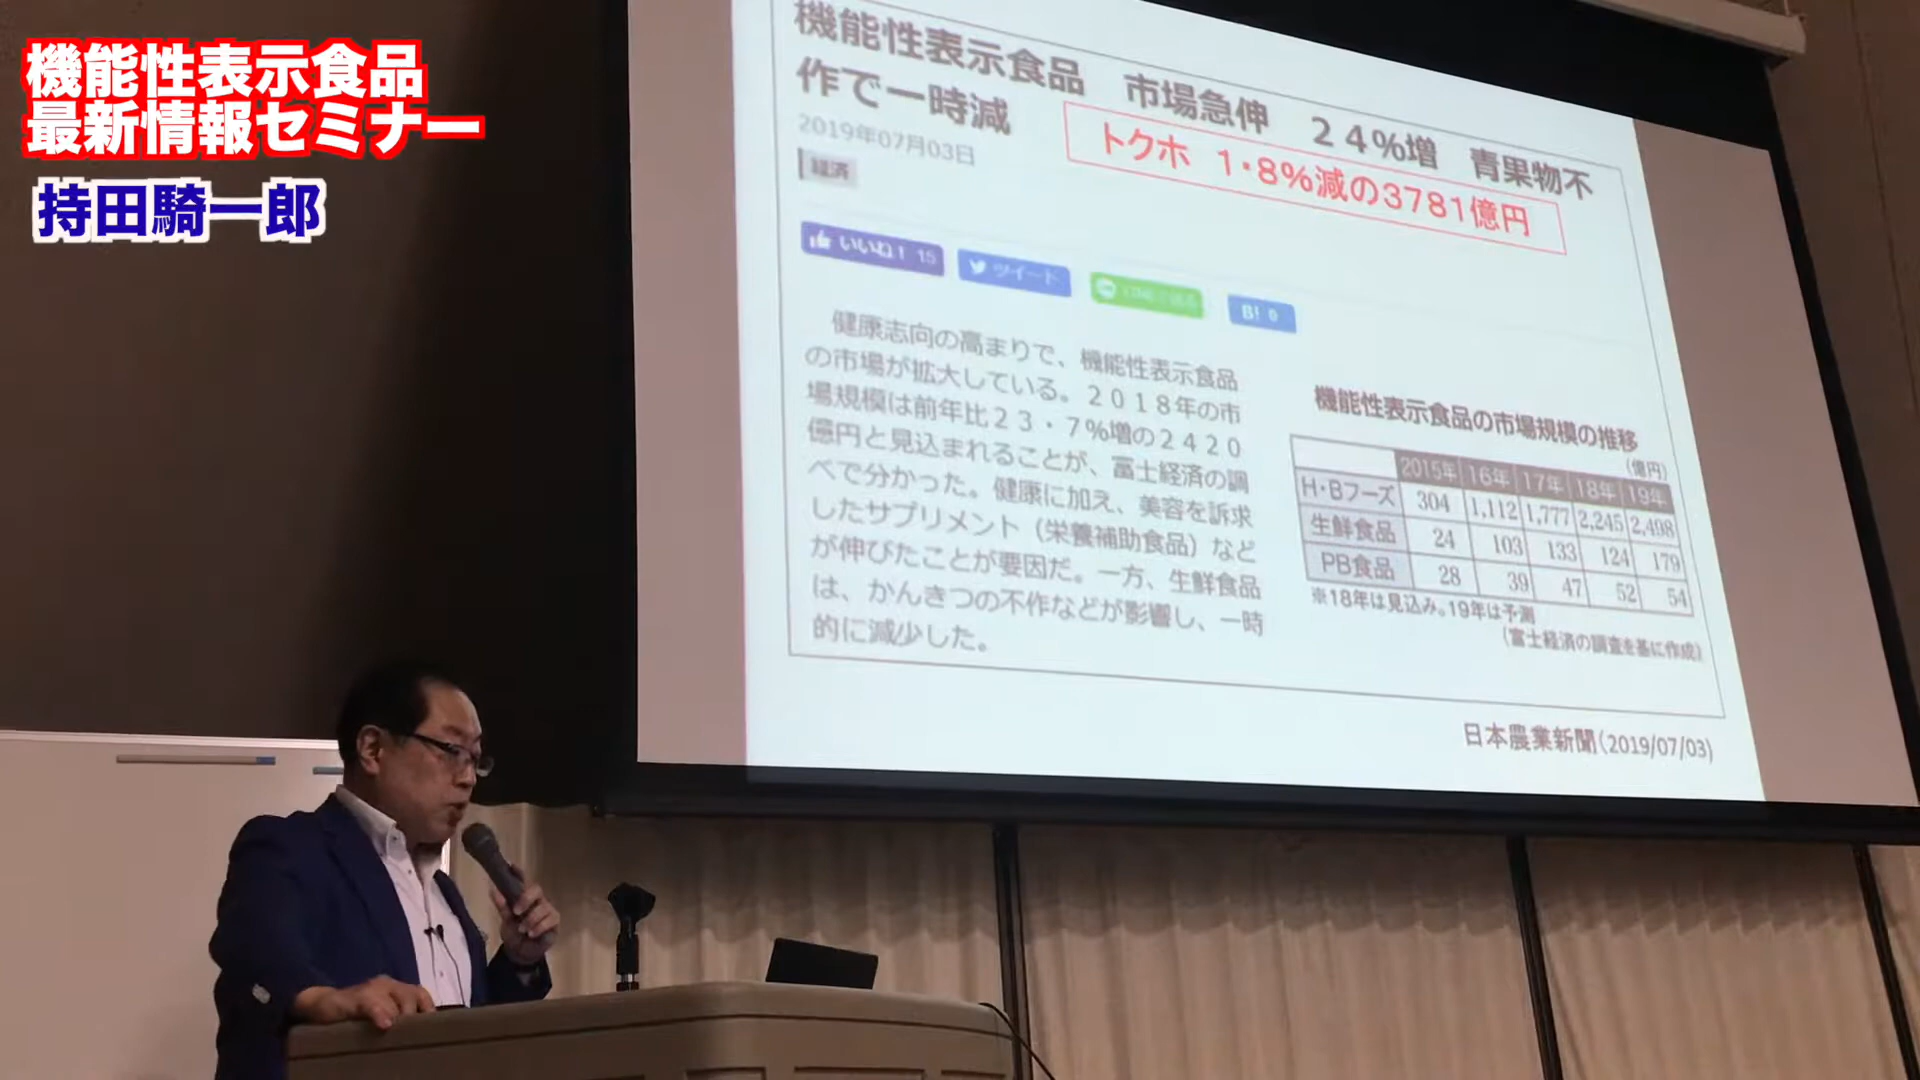 機能性表示食品
最新情報セミナー
持田騎一郎
機能性表示食品　市場急伸　２４％増　青果物不
作で一時減
2019年07月03日
トクホ １・８％減の３７８１億円
経済
いいね！ 15
ツイート
B! 0
健康志向の高まりで、機能性表示食品
の市場が拡大している。２０１８年の市
場規模は前年比２３・７％増の２４２０
億円と見込まれることが、富士経済の調
べで分かった。健康に加え、美容を訴求
したサプリメント（栄養補助食品）など
が伸びたことが要因だ。一方、生鮮食品
は、かんきつの不作などが影響し、一時
的に減少した。
機能性表示食品の市場規模の推移
（億円）
2015年 16年 17年 18年 19年
H・Bフーズ 304 1,112 1,777 2,245 2,498
生鮮食品 24 103 133 124 179
PB食品 28 39 47 52 54
※18年は見込み。19年は予測
（富士経済の調査を基に作成）
日本農業新聞（2019/07/03）